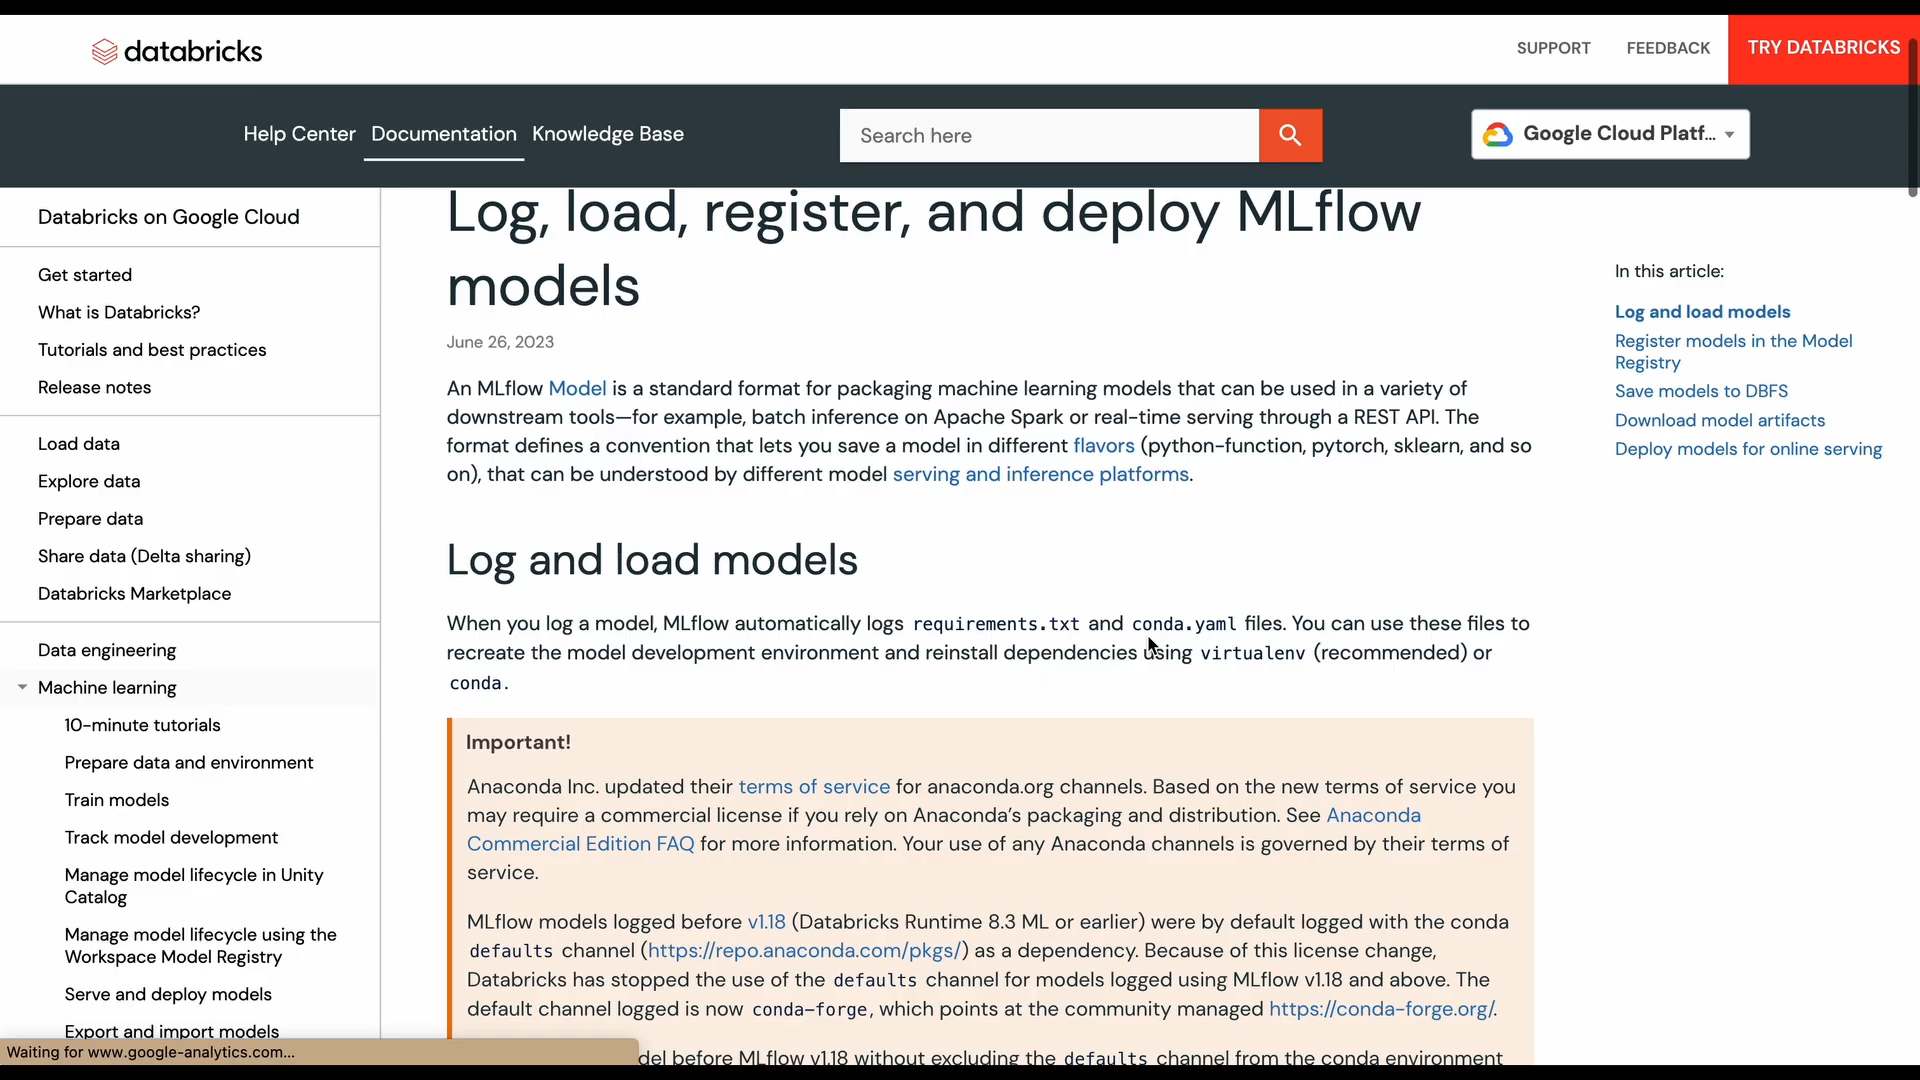 databricks
SUPPORT
FEEDBACK
TRY DATABRICKS
Help Center
Documentation
Knowledge Base
Search here
Google Cloud Platf...
Databricks on Google Cloud
Get started
What is Databricks?
Tutorials and best practices
Release notes
Load data
Explore data
Prepare data
Share data (Delta sharing)
Databricks Marketplace
Data engineering
Machine learning
10-minute tutorials
Prepare data and environment
Train models
Track model development
Manage model lifecycle in Unity
Catalog
Manage model lifecycle using the
Workspace Model Registry
Serve and deploy models
Export and import models
Log, load, register, and deploy MLflow
models
June 26, 2023
An MLflow Model is a standard format for packaging machine learning models that can be used in a variety of
downstream tools—for example, batch inference on Apache Spark or real-time serving through a REST API. The
format defines a convention that lets you save a model in different flavors (python-function, pytorch, sklearn, and so
on), that can be understood by different model serving and inference platforms.
Log and load models
When you log a model, MLflow automatically logs requirements.txt and conda.yaml files. You can use these files to
recreate the model development environment and reinstall dependencies using virtualenv (recommended) or
conda.
Important!
Anaconda Inc. updated their terms of service for anaconda.org channels. Based on the new terms of service you
may require a commercial license if you rely on Anaconda's packaging and distribution. See Anaconda
Commercial Edition FAQ for more information. Your use of any Anaconda channels is governed by their terms of
service.
MLflow models logged before v1.18 (Databricks Runtime 8.3 ML or earlier) were by default logged with the conda
defaults channel (https://repo.anaconda.com/pkgs/) as a dependency. Because of this license change,
Databricks has stopped the use of the defaults channel for models logged using MLflow v1.18 and above. The
default channel logged is now conda-forge, which points at the community managed https://conda-forge.org/.
del before MLflow v1.18 without excluding the defaults channel from the conda environment
In this article:
Log and load models
Register models in the Model
Registry
Save models to DBFS
Download model artifacts
Deploy models for online serving
Waiting for www.google-analytics.com...